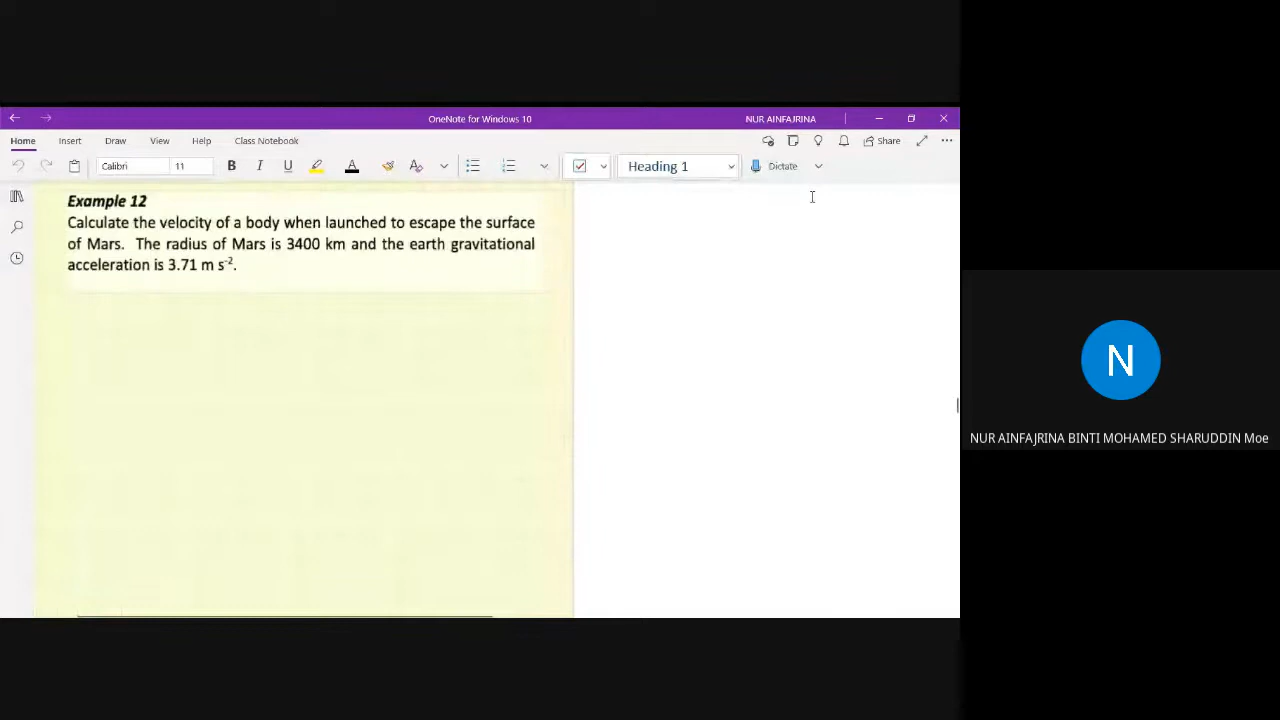 OneNote for Windows 10
NUR AINFAJRINA
Home Insert Draw View Help Class Notebook
Share
Calibri 11 B I U A Heading 1 Dictate
Example 12
Calculate the velocity of a body when launched to escape the surface
of Mars. The radius of Mars is 3400 km and the earth gravitational
acceleration is 3.71 m s⁻².
N
NUR AINFAJRINA BINTI MOHAMED SHARUDDIN Moe